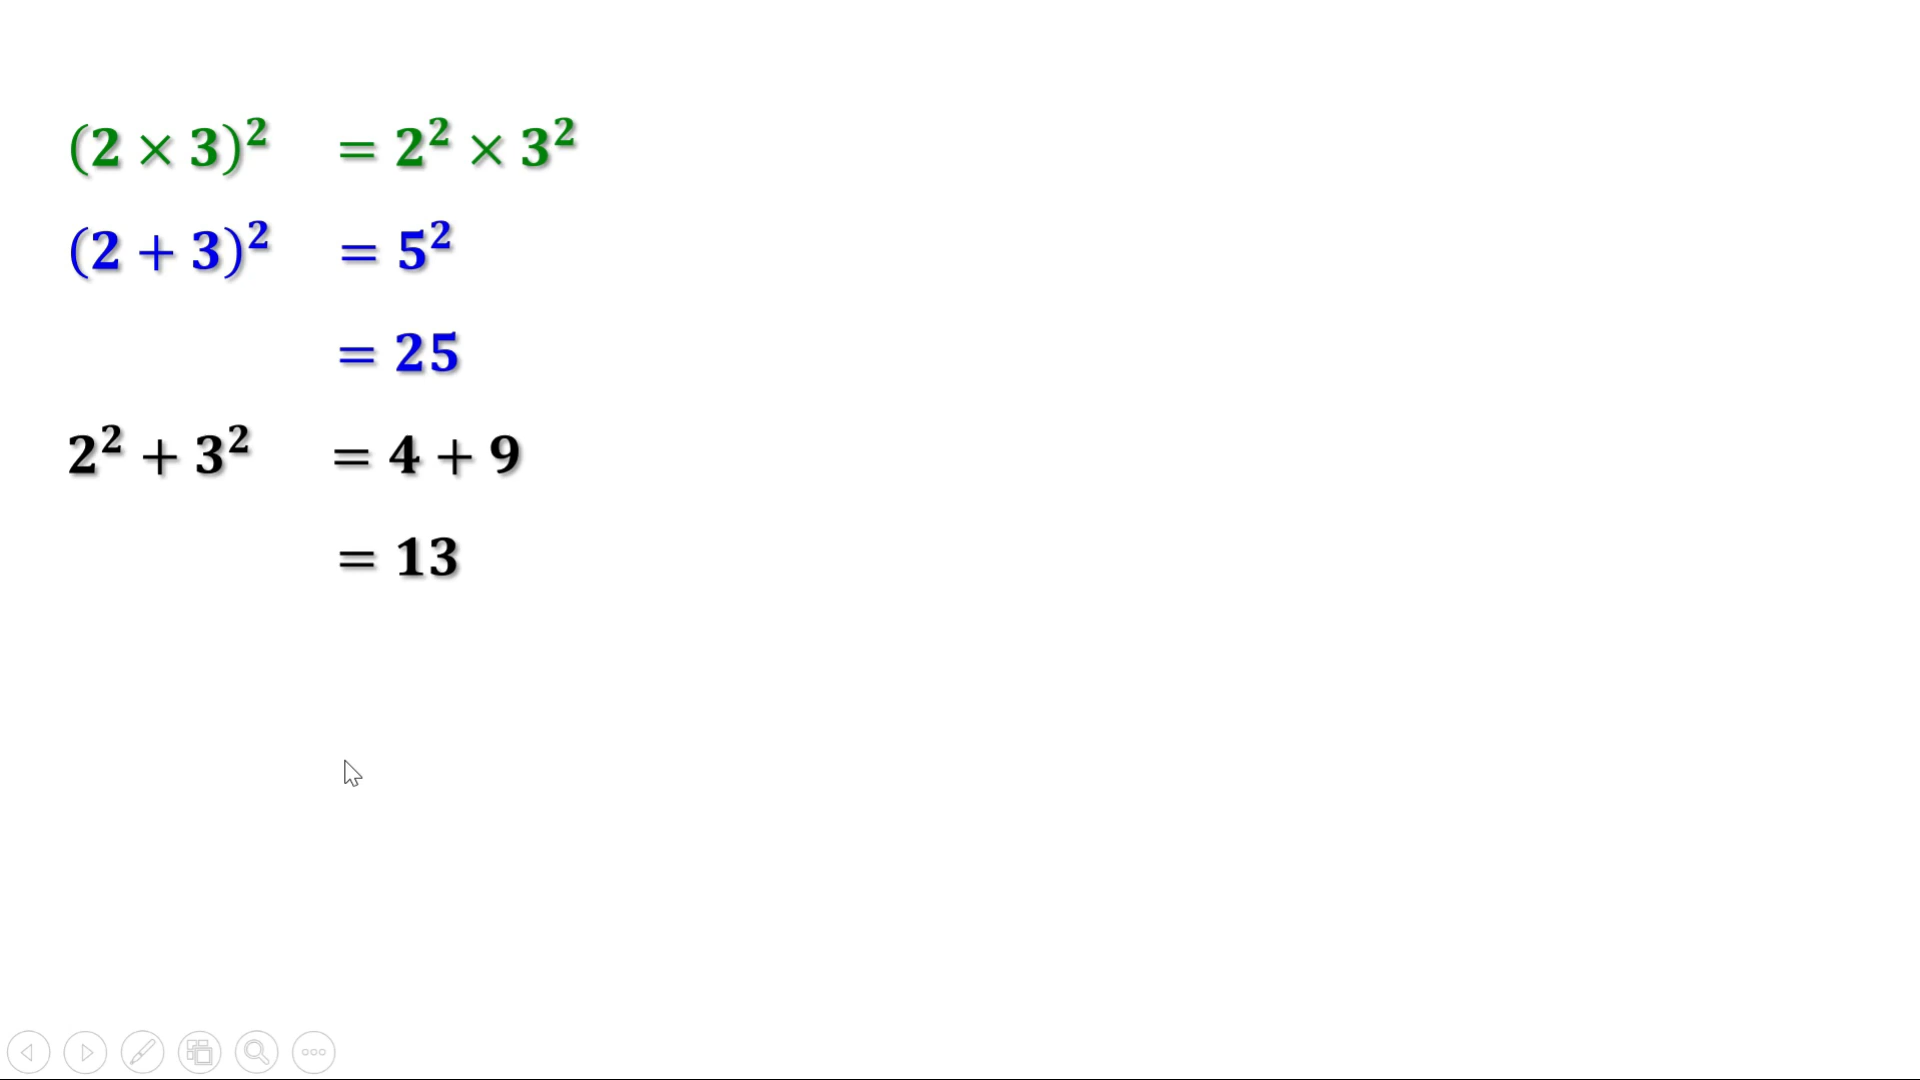 (2 × 3)² = 2² × 3²
(2 + 3)² = 5²
= 25
2² + 3² = 4 + 9
= 13